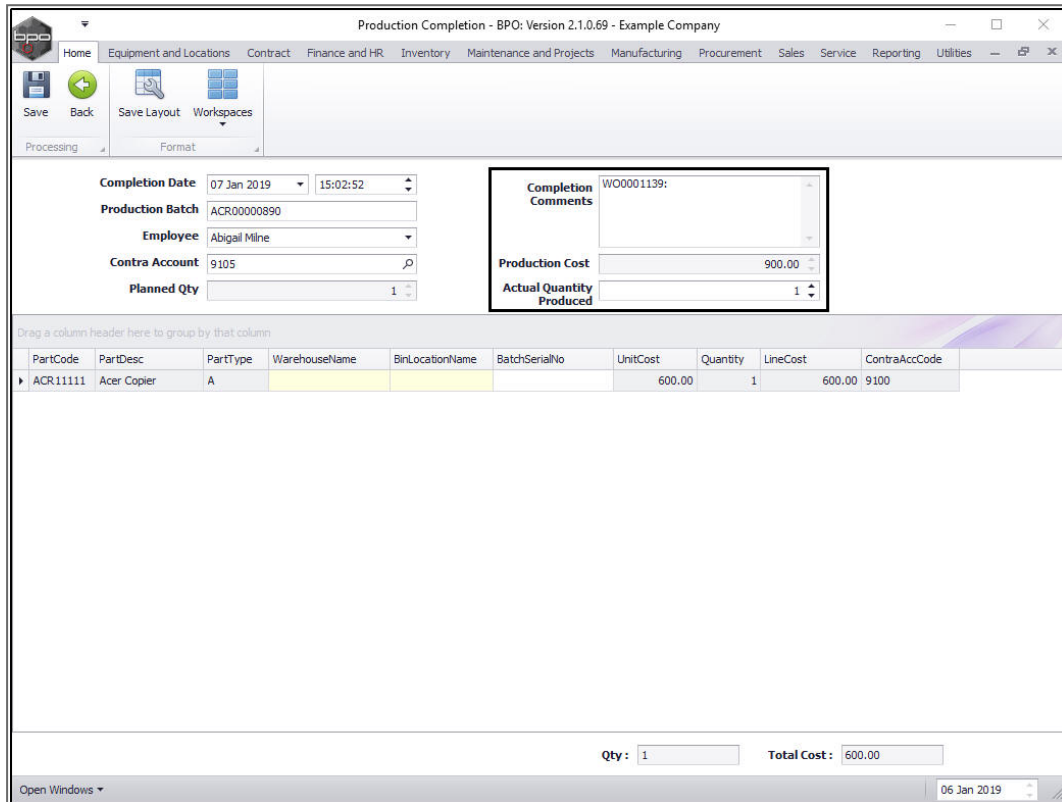 Production Completion - BPO: Version 2.1.0.69 - Example Company
bpo
Home Equipment and Locations Contract Finance and HR Inventory Maintenance and Projects Manufacturing Procurement Sales Service Reporting Utilities
Save Back Save Layout Workspaces
Processing Format
Completion Date 07 Jan 2019 15:02:52
Production Batch ACR00000890
Employee Abigail Milne
Contra Account 9105
Planned Qty 1
Completion Comments WO0001139:
Production Cost 900.00
Actual Quantity Produced 1
Drag a column header here to group by that column
PartCode PartDesc PartType WarehouseName BinLocationName BatchSerialNo UnitCost Quantity LineCost ContraAccCode
ACR11111 Acer Copier A 600.00 1 600.00 9100
Qty : 1 Total Cost : 600.00
Open Windows 06 Jan 2019